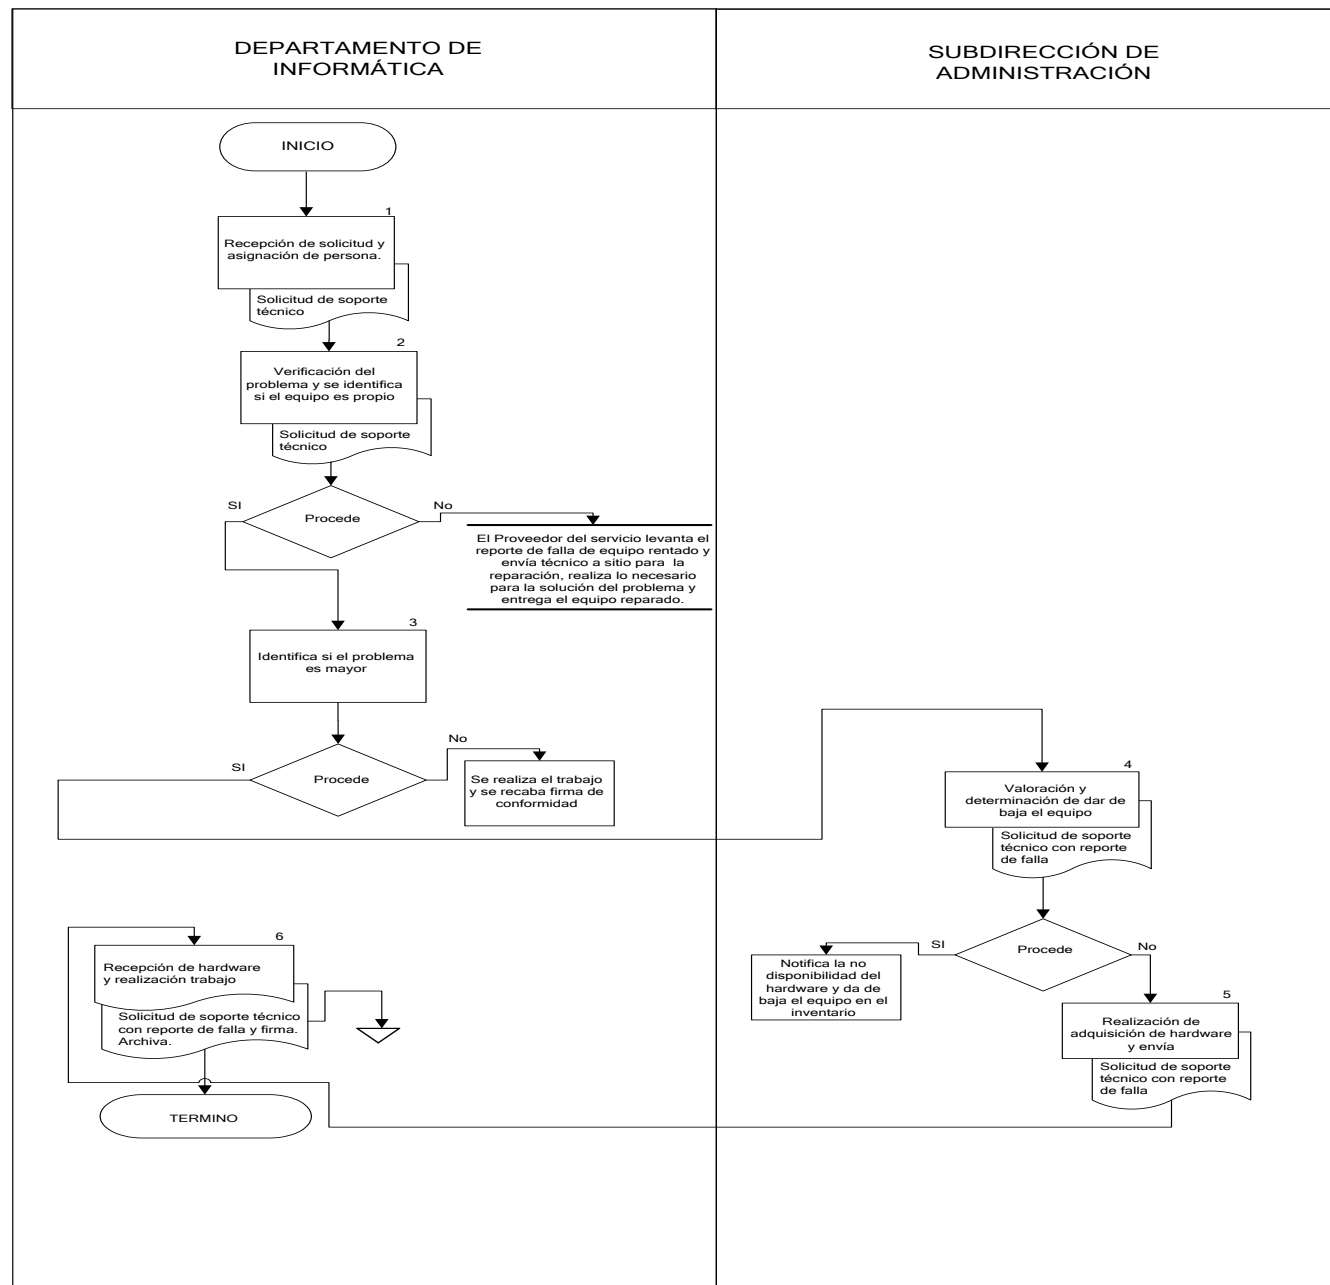 DEPARTAMENTO DE
INFORMÁTICA
SUBDIRECCIÓN DE
ADMINISTRACIÓN
INICIO
1
Recepción de solicitud y
asignación de persona.
Solicitud de soporte
técnico
2
Verificación del
problema y se identifica
si el equipo es propio
Solicitud de soporte
técnico
SI
Procede
No
El Proveedor del servicio levanta el
reporte de falla de equipo rentado y
envía técnico a sitio para la
reparación, realiza lo necesario
para la solución del problema y
entrega el equipo reparado.
3
Identifica si el problema
es mayor
SI
Procede
No
Se realiza el trabajo
y se recaba firma de
conformidad
4
Valoración y
determinación de dar de
baja el equipo
Solicitud de soporte
técnico con reporte
de falla
SI
Procede
No
Notifica la no
disponibilidad del
hardware y da de
baja el equipo en el
inventario
5
Realización de
adquisición de hardware
y envía
Solicitud de soporte
técnico con reporte
de falla
6
Recepción de hardware
y realización trabajo
Solicitud de soporte técnico
con reporte de falla y firma.
Archiva.
TERMINO